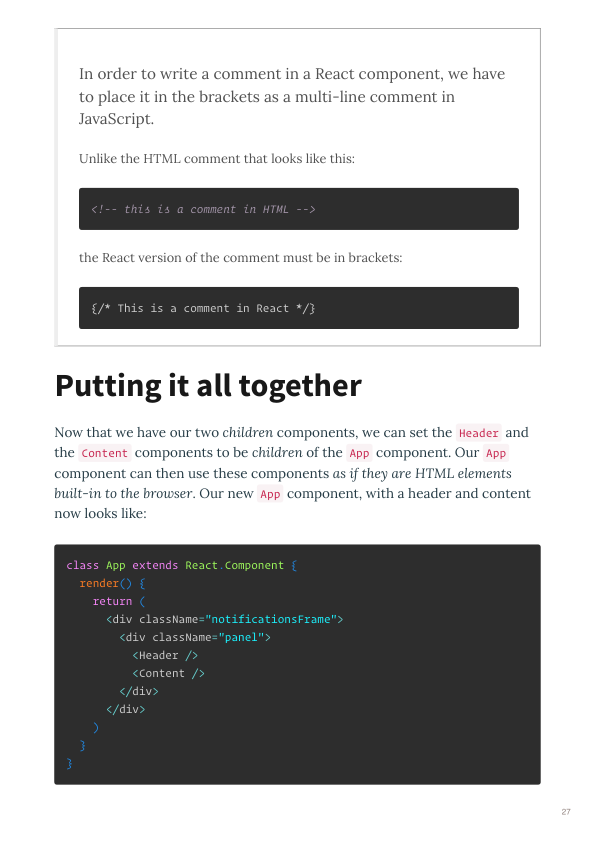 In order to write a comment in a React component, we have
to place it in the brackets as a multi-line comment in
JavaScript.
Unlike the HTML comment that looks like this:
<!-- this is a comment in HTML -->
the React version of the comment must be in brackets:
{/* This is a comment in React */}
Putting it all together
Now that we have our two children components, we can set the Header and
the Content components to be children of the App component. Our App
component can then use these components as if they are HTML elements
built-in to the browser. Our new App component, with a header and content
now looks like:
class App extends React.Component {
  render() {
    return (
      <div className="notificationsFrame">
        <div className="panel">
          <Header />
          <Content />
        </div>
      </div>
    )
  }
}
27